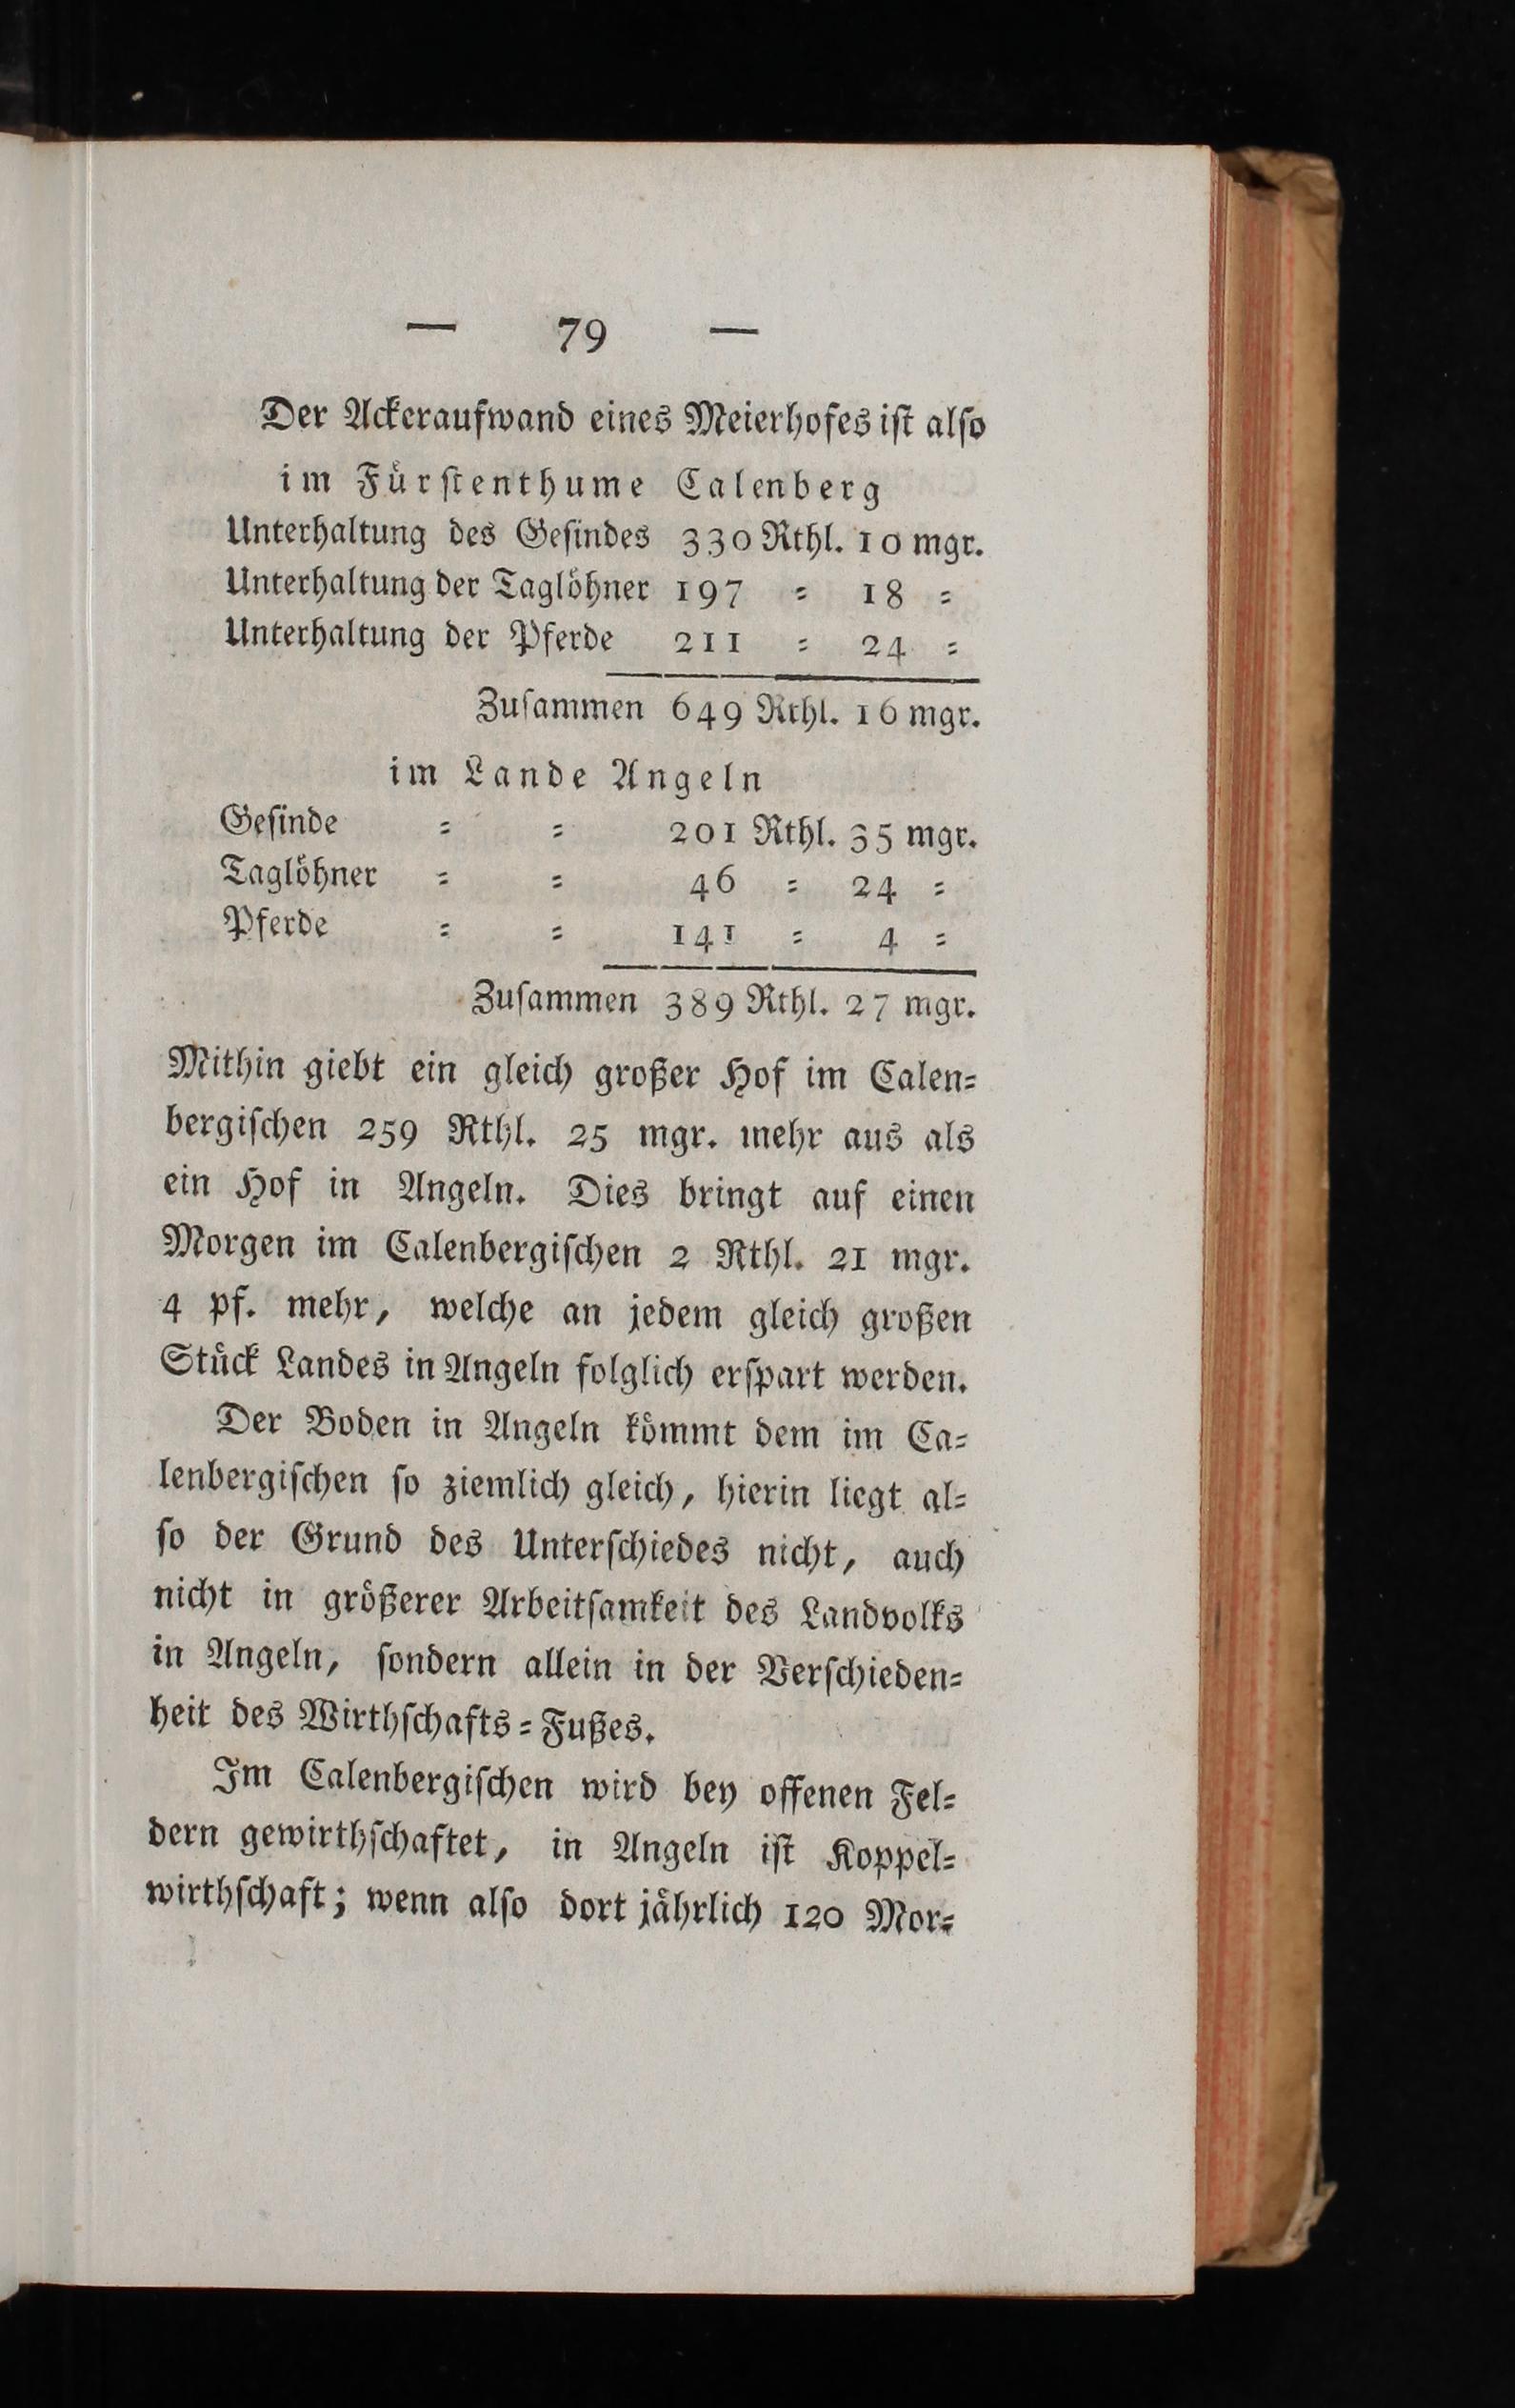 — 79 —
Der Ackeraufwand eines Meierhofes iſt alſo
im Fürſtenthume Calenberg
Unterhaltung des Geſindes 330 Rthl. 10 mgr.
Unterhaltung der Taglöhner 197 = 18 =
Unterhaltung der Pferde 211 = 24 =
Zuſammen 649 Rthl. 16 mgr.
im Lande Angeln
Geſinde = = 201 Rthl. 35 mgr.
Taglöhner = = 46 = 24 =
Pferde = = 141 = 4 =
Zuſammen 389 Rthl. 27 mgr.
Mithin giebt ein gleich großer Hof im Calen=
bergiſchen 259 Rthl. 25 mgr. mehr aus als
ein Hof in Angeln. Dies bringt auf einen
Morgen im Calenbergiſchen 2 Rthl. 21 mgr.
4 pf. mehr, welche an jedem gleich großen
Stück Landes in Angeln folglich erſpart werden.
Der Boden in Angeln kömmt dem im Ca=
lenbergiſchen ſo ziemlich gleich, hierin liegt al=
ſo der Grund des Unterſchiedes nicht, auch
nicht in größerer Arbeitſamkeit des Landvolks
in Angeln, ſondern allein in der Verſchieden=
heit des Wirthſchafts=Fußes.
Im Calenbergiſchen wird bey offenen Fel=
dern gewirthſchaftet, in Angeln iſt Koppel=
wirthſchaft; wenn alſo dort jährlich 120 Mor=